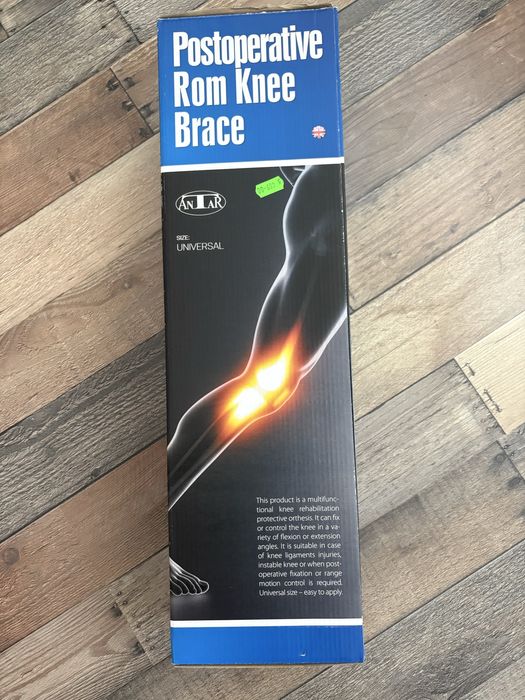 Postoperative
Rom Knee
Brace
ANTAR
SIZE:
UNIVERSAL
This product is a multifunc-
tional knee rehabilitation
protective orthesis. It can fix
or control the knee in a va-
riety of flexion or extension
angles. It is suitable in case
of knee ligaments injuries,
instable knee or when post-
operative fixation or range
motion control is required.
Universal size – easy to apply.